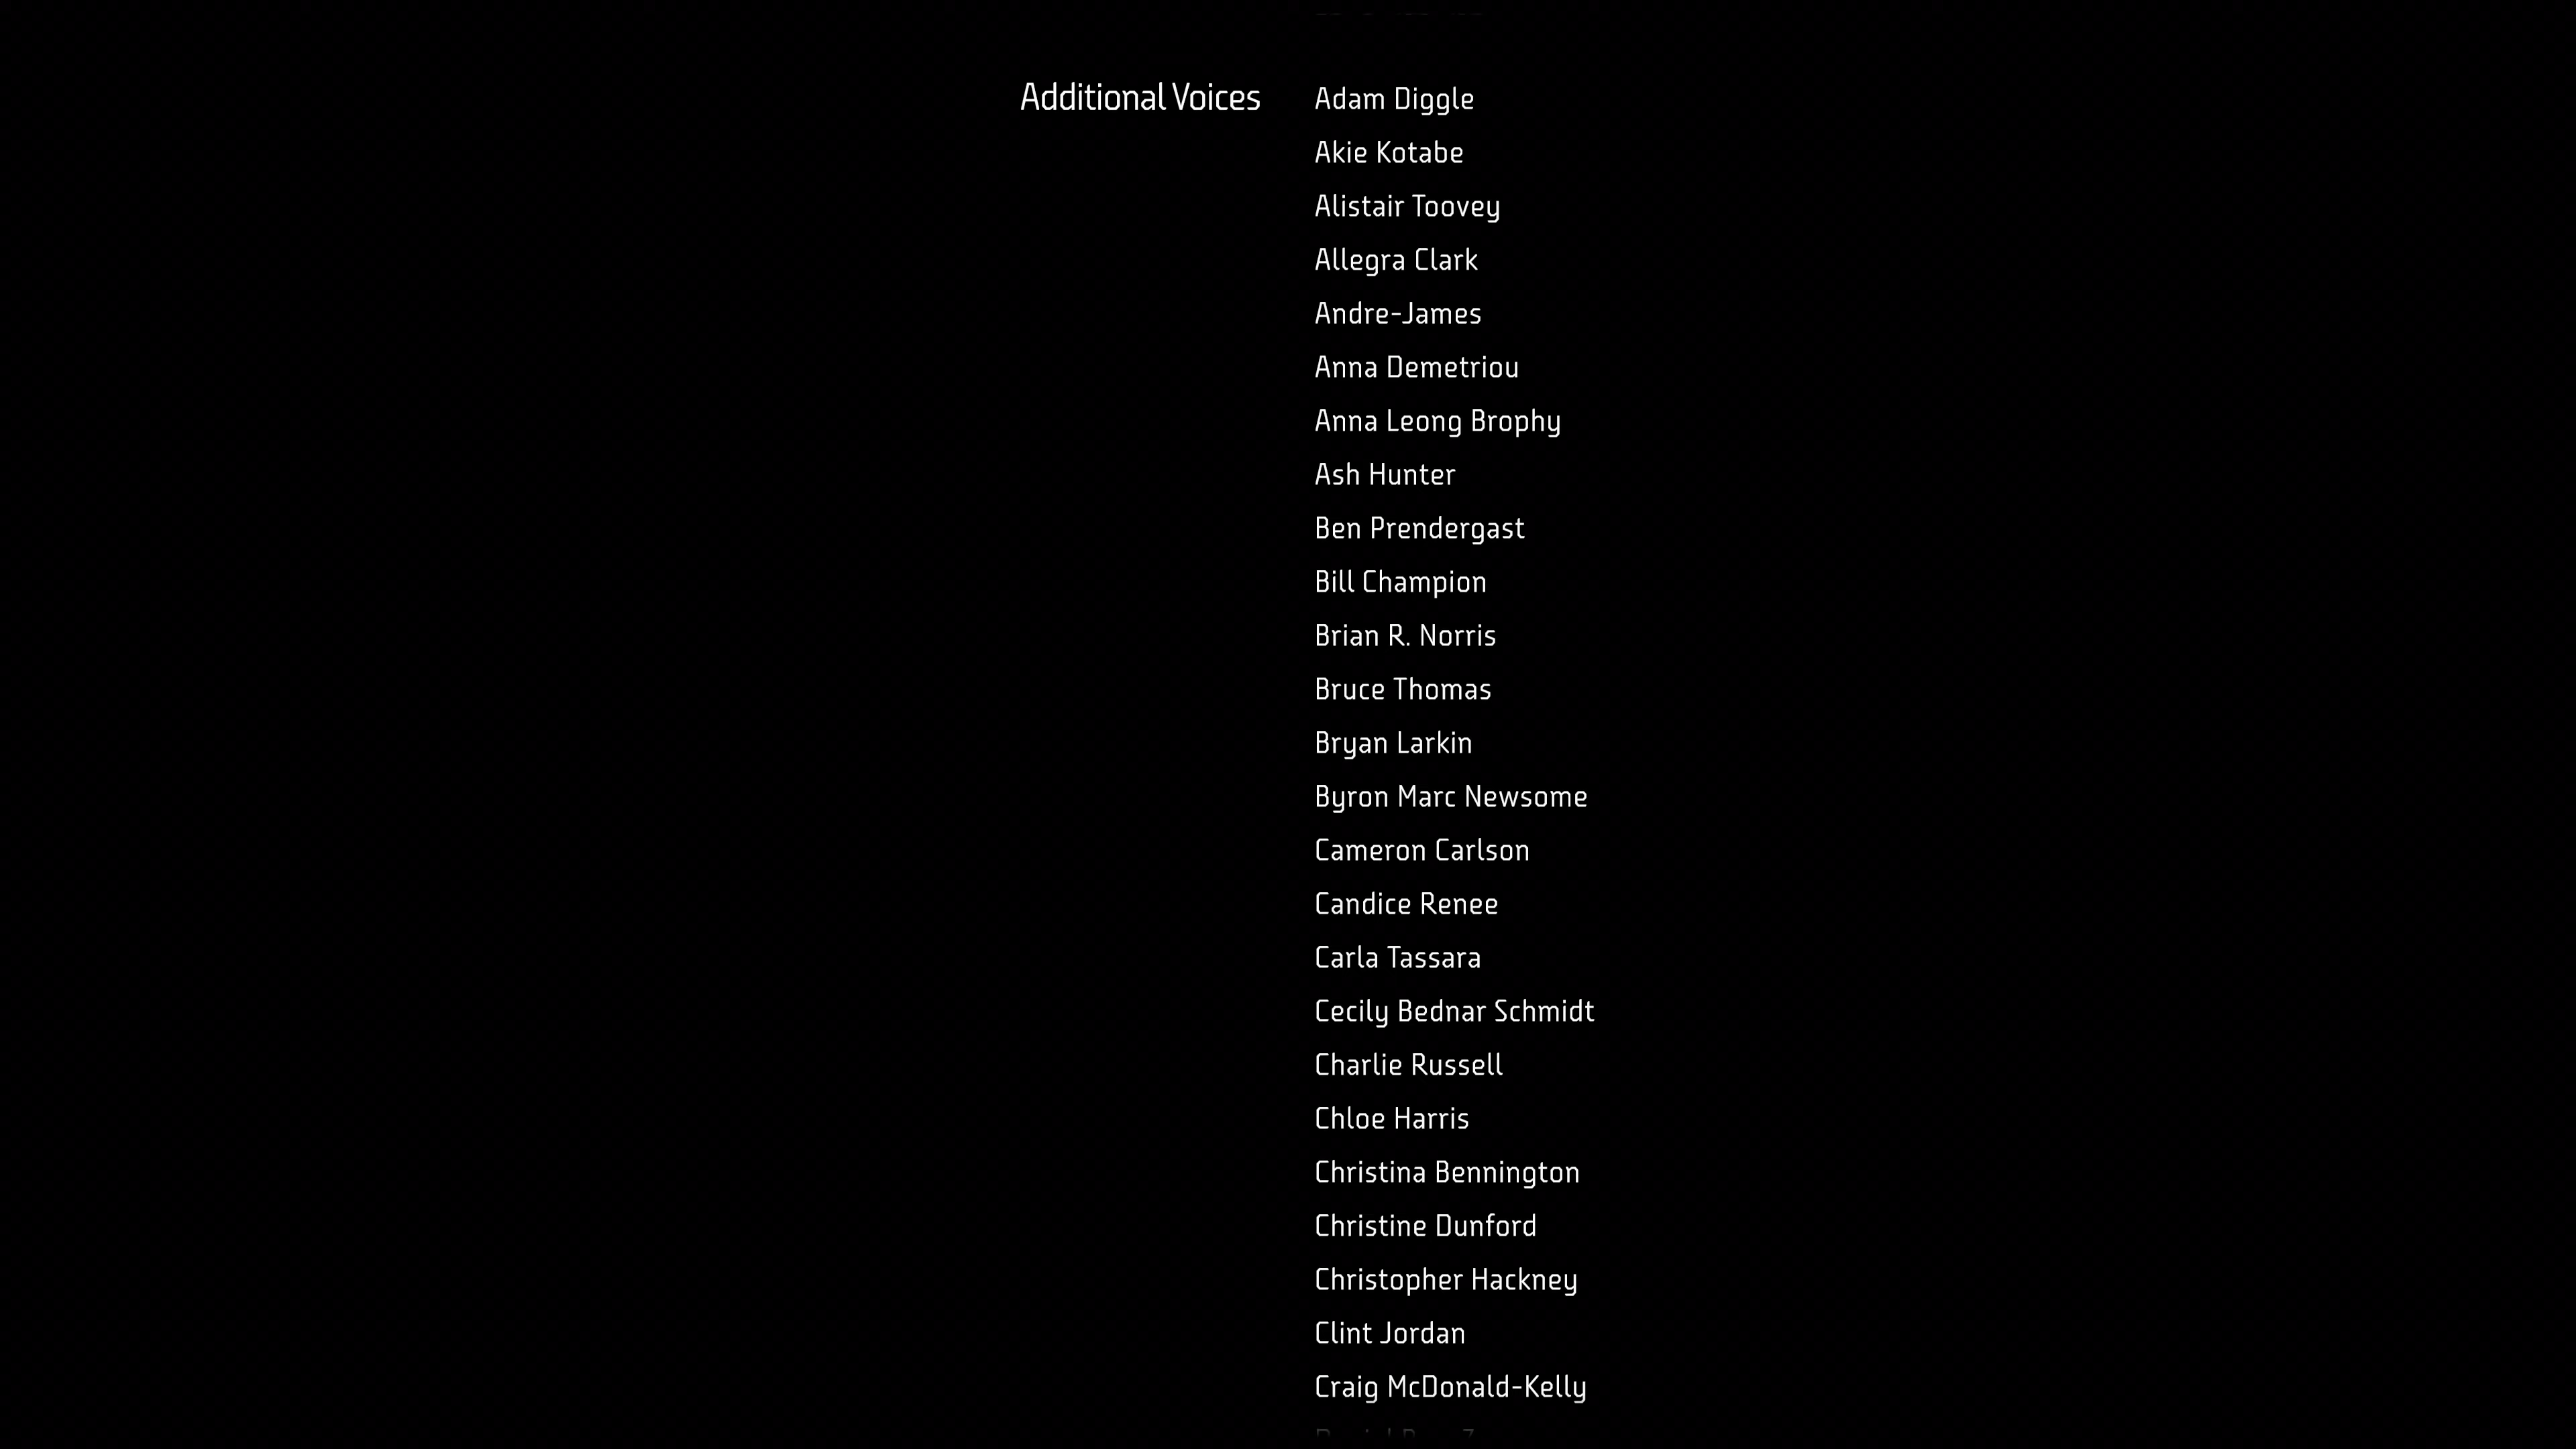 Additional Voices Adam Diggle
Akie Kotabe
Alistair Toovey
Allegra Clark
Andre-James
Anna Demetriou
Anna Leong Brophy
Ash Hunter
Ben Prendergast
Bill Champion
Brian R. Norris
Bruce Thomas
Bryan Larkin
Byron Marc Newsome
Cameron Carlson
Candice Renee
Carla Tassara
Cecily Bednar Schmidt
Charlie Russell
Chloe Harris
Christina Bennington
Christine Dunford
Christopher Hackney
Clint Jordan
Craig McDonald-Kelly